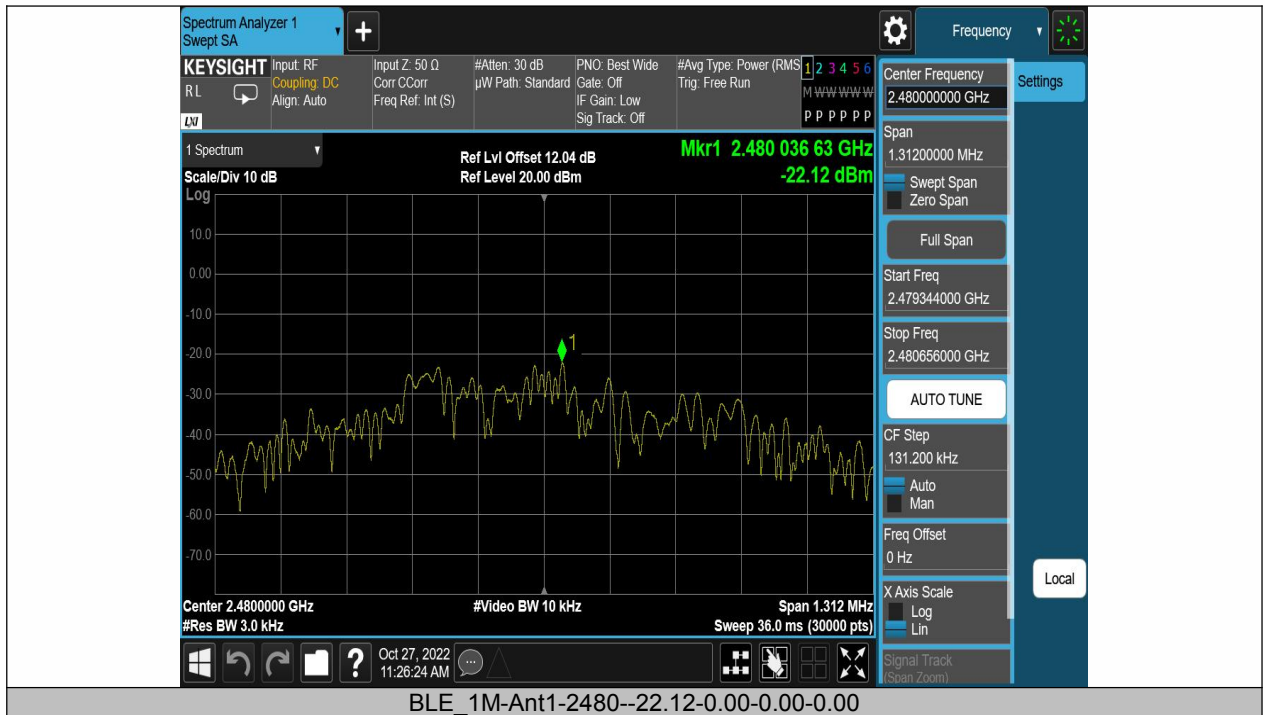 Spectrum Analyzer 1
Swept SA
+
Frequency
KEYSIGHT
RL
LXI
Input: RF
Coupling: DC
Align: Auto
Input Z: 50 Ω
Corr CCorr
Freq Ref: Int (S)
#Atten: 30 dB
µW Path: Standard
PNO: Best Wide
Gate: Off
IF Gain: Low
Sig Track: Off
#Avg Type: Power (RMS
Trig: Free Run
1 2 3 4 5 6
M W W W W W
P P P P P P
1 Spectrum
Scale/Div 10 dB
Log
Ref Lvl Offset 12.04 dB
Ref Level 20.00 dBm
Mkr1 2.480 036 63 GHz
-22.12 dBm
10.0
0.00
-10.0
-20.0
-30.0
-40.0
-50.0
-60.0
-70.0
1
Center 2.4800000 GHz
#Res BW 3.0 kHz
#Video BW 10 kHz
Span 1.312 MHz
Sweep 36.0 ms (30000 pts)
Center Frequency
2.480000000 GHz
Settings
Span
1.31200000 MHz
Swept Span
Zero Span
Full Span
Start Freq
2.479344000 GHz
Stop Freq
2.480656000 GHz
AUTO TUNE
CF Step
131.200 kHz
Auto
Man
Freq Offset
0 Hz
X Axis Scale
Log
Lin
Local
Signal Track
(Span Zoom)
?
Oct 27, 2022
11:26:24 AM
BLE_1M-Ant1-2480--22.12-0.00-0.00-0.00